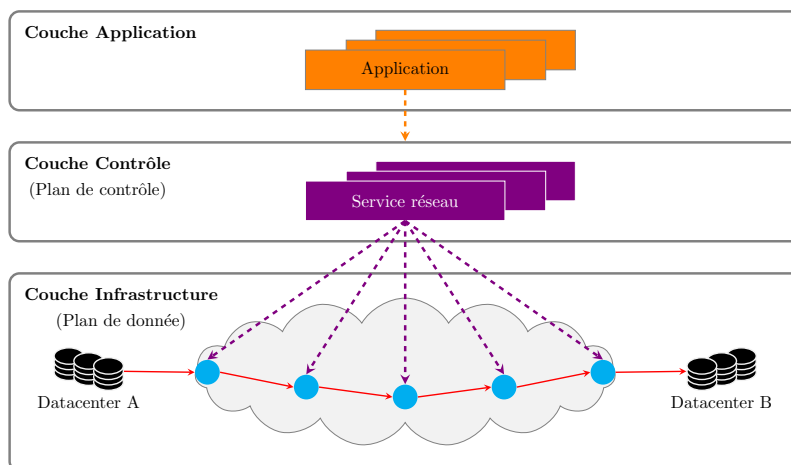 Couche Application
Application
Couche Contrôle
(Plan de contrôle)
Service réseau
Couche Infrastructure
(Plan de donnée)
Datacenter A
Datacenter B